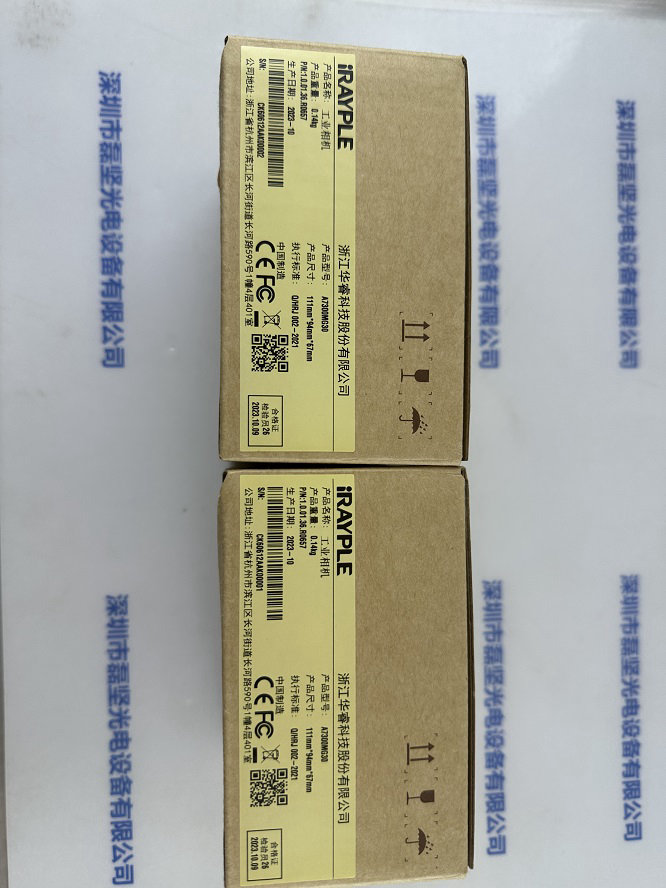 iRAYPLE
浙江华睿科技股份有限公司
产品名称: 工业相机
产品型号: A7300MG30
产品重量: 0.14kg
产品尺寸: 111mm*94mm*67mm
P/N:1.0.01.36.R0657
执行标准: Q/HRJ 002-2021
生产日期: 2023-10
中国制造
S/N:
CK60612AAK00002
CE FC
公司地址: 浙江省杭州市滨江区长河街道长河路590号1幢4层401室
合格证
检验员26
2023.10.09
iRAYPLE
浙江华睿科技股份有限公司
产品名称: 工业相机
产品型号: A7300MG30
产品重量: 0.14kg
产品尺寸: 111mm*94mm*67mm
P/N:1.0.01.36.R0657
执行标准: Q/HRJ 002-2021
生产日期: 2023-10
中国制造
S/N:
CK60612AAK00001
CE FC
公司地址: 浙江省杭州市滨江区长河街道长河路590号1幢4层401室
合格证
检验员26
2023.10.09
深圳市磊坚光电设备有限公司
深圳市磊坚光电设备有限公司
深圳市磊坚光电设备有限公司
深圳市磊坚光电设备有限公司
深圳市磊坚光电设备有限公司
深圳市磊坚光电设备有限公司